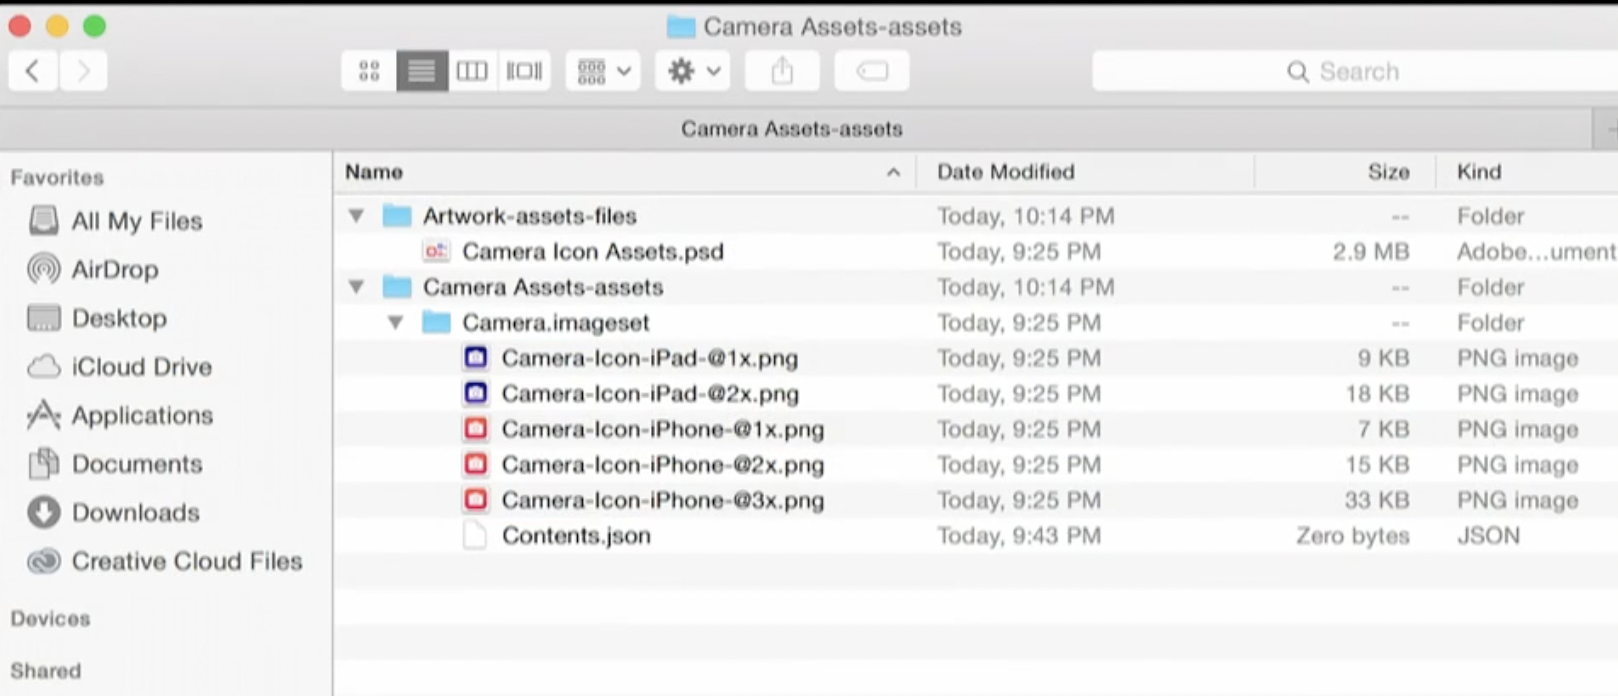 Camera Assets-assets
Search
Camera Assets-assets
Favorites
All My Files
AirDrop
Desktop
iCloud Drive
Applications
Documents
Downloads
Creative Cloud Files
Devices
Shared
Name Date Modified Size Kind
Artwork-assets-files Today, 10:14 PM -- Folder
Camera Icon Assets.psd Today, 9:25 PM 2.9 MB Adobe...ument
Camera Assets-assets Today, 10:14 PM -- Folder
Camera.imageset Today, 9:25 PM -- Folder
Camera-Icon-iPad-@1x.png Today, 9:25 PM 9 KB PNG image
Camera-Icon-iPad-@2x.png Today, 9:25 PM 18 KB PNG image
Camera-Icon-iPhone-@1x.png Today, 9:25 PM 7 KB PNG image
Camera-Icon-iPhone-@2x.png Today, 9:25 PM 15 KB PNG image
Camera-Icon-iPhone-@3x.png Today, 9:25 PM 33 KB PNG image
Contents.json Today, 9:43 PM Zero bytes JSON